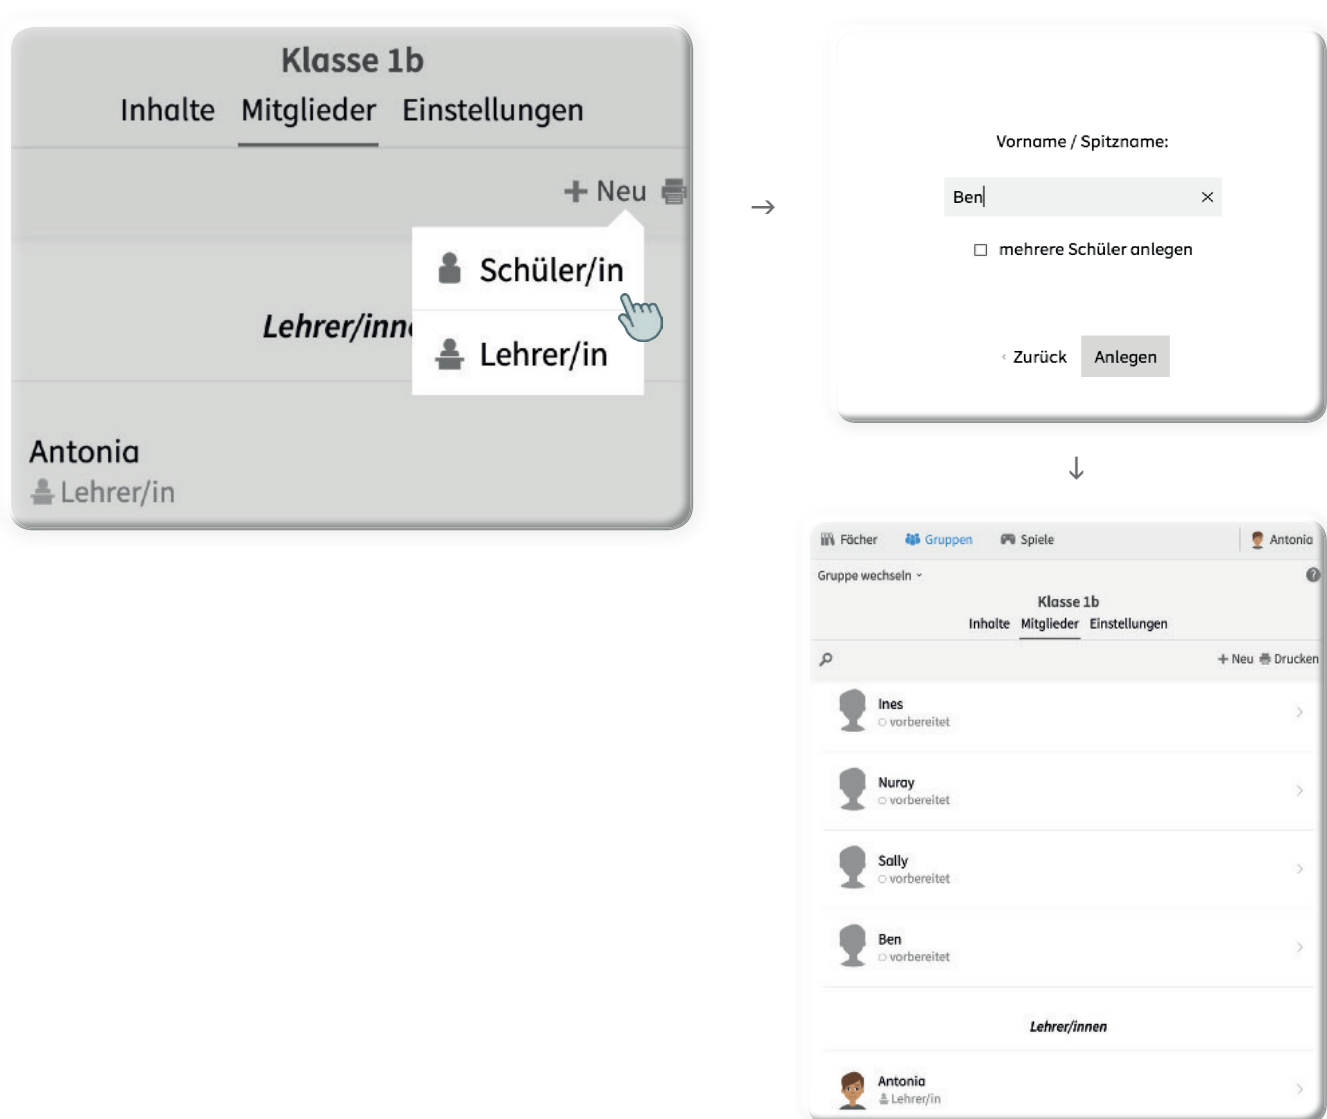 Klasse 1b
Inhalte Mitglieder Einstellungen
+ Neu
Schüler/in
Lehrer/inn
Lehrer/in
Antonia
Lehrer/in
→
Vorname / Spitzname:
Ben
mehrere Schüler anlegen
Zurück Anlegen
↓
Fächer Gruppen Spiele Antonia
Gruppe wechseln
Klasse 1b
Inhalte Mitglieder Einstellungen
+ Neu Drucken
Ines
vorbereitet
Nuray
vorbereitet
Sally
vorbereitet
Ben
vorbereitet
Lehrer/innen
Antonia
Lehrer/in